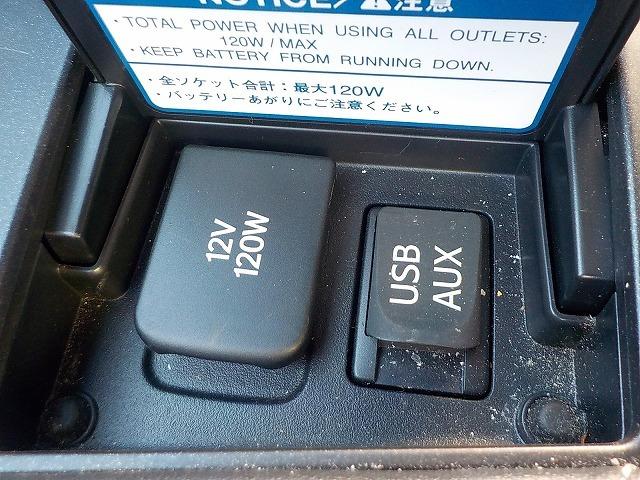 NOTICE/⚠注意
・TOTAL POWER WHEN USING ALL OUTLETS:
120W / MAX
・KEEP BATTERY FROM RUNNING DOWN.
・全ソケット合計：最大120W
・バッテリーあがりにご注意ください。
12V
120W
USB
AUX